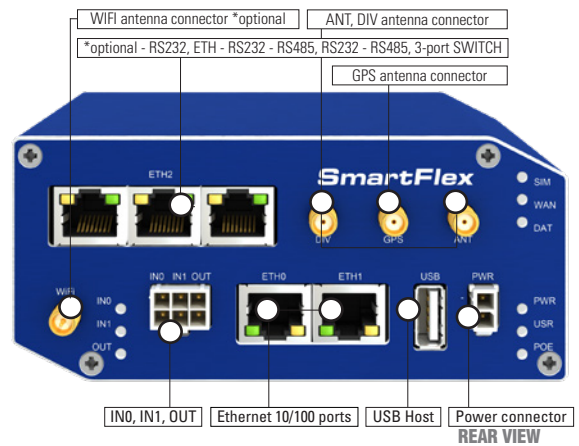 WIFI antenna connector *optional
ANT, DIV antenna connector
*optional - RS232, ETH - RS232 - RS485, RS232 - RS485, 3-port SWITCH
GPS antenna connector
ETH2
SmartFlex
SIM
WAN
DAT
DIV
GPS
ANT
WiFi
IN0
IN1
OUT
IN0 IN1 OUT
ETH0
ETH1
USB
PWR
PWR
USR
POE
IN0, IN1, OUT
Ethernet 10/100 ports
USB Host
Power connector
REAR VIEW